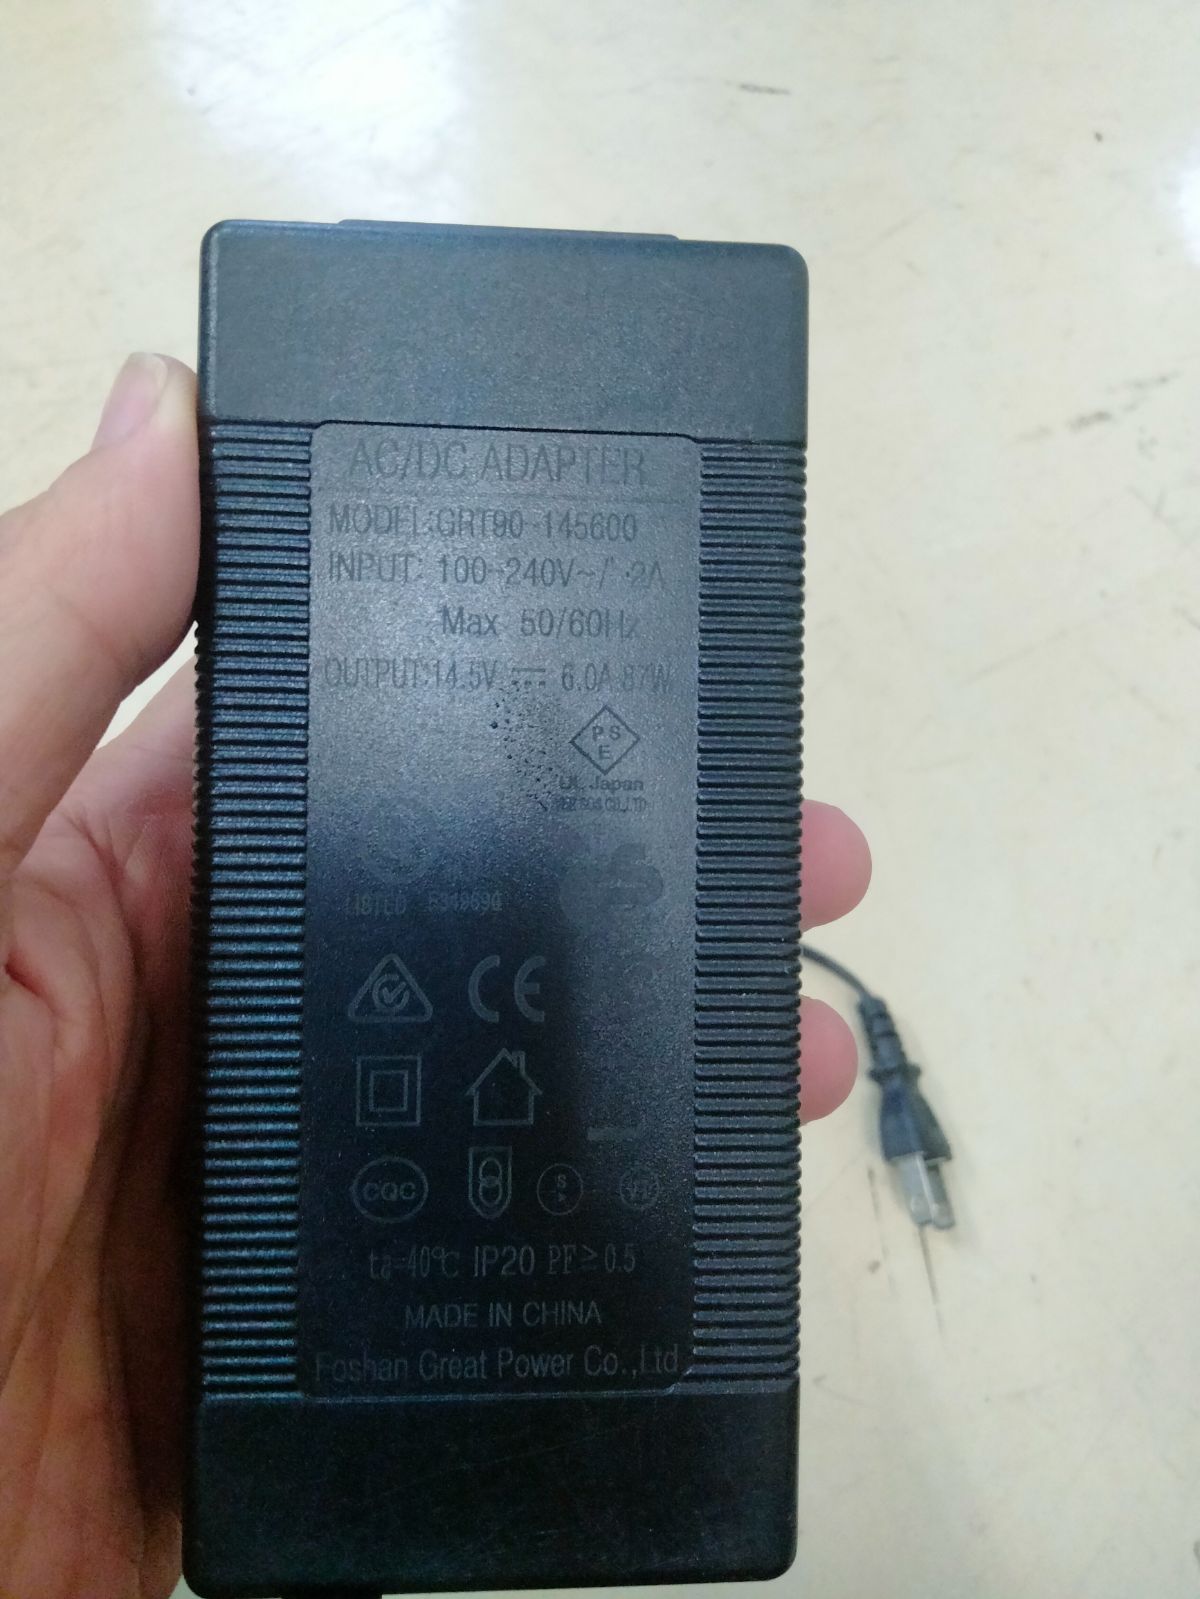 AC/DC ADAPTER
MODEL:GRT90-145600
INPUT: 100-240V~/ 2A
Max 50/60Hz
OUTPUT:14.5V ⎓ 6.0A 87W
P S
E
UL Japan
CO.,LTD
LISTED
CE
CQC
ta-40℃ IP20 PF≥0.5
MADE IN CHINA
Foshan Great Power Co.,Ltd